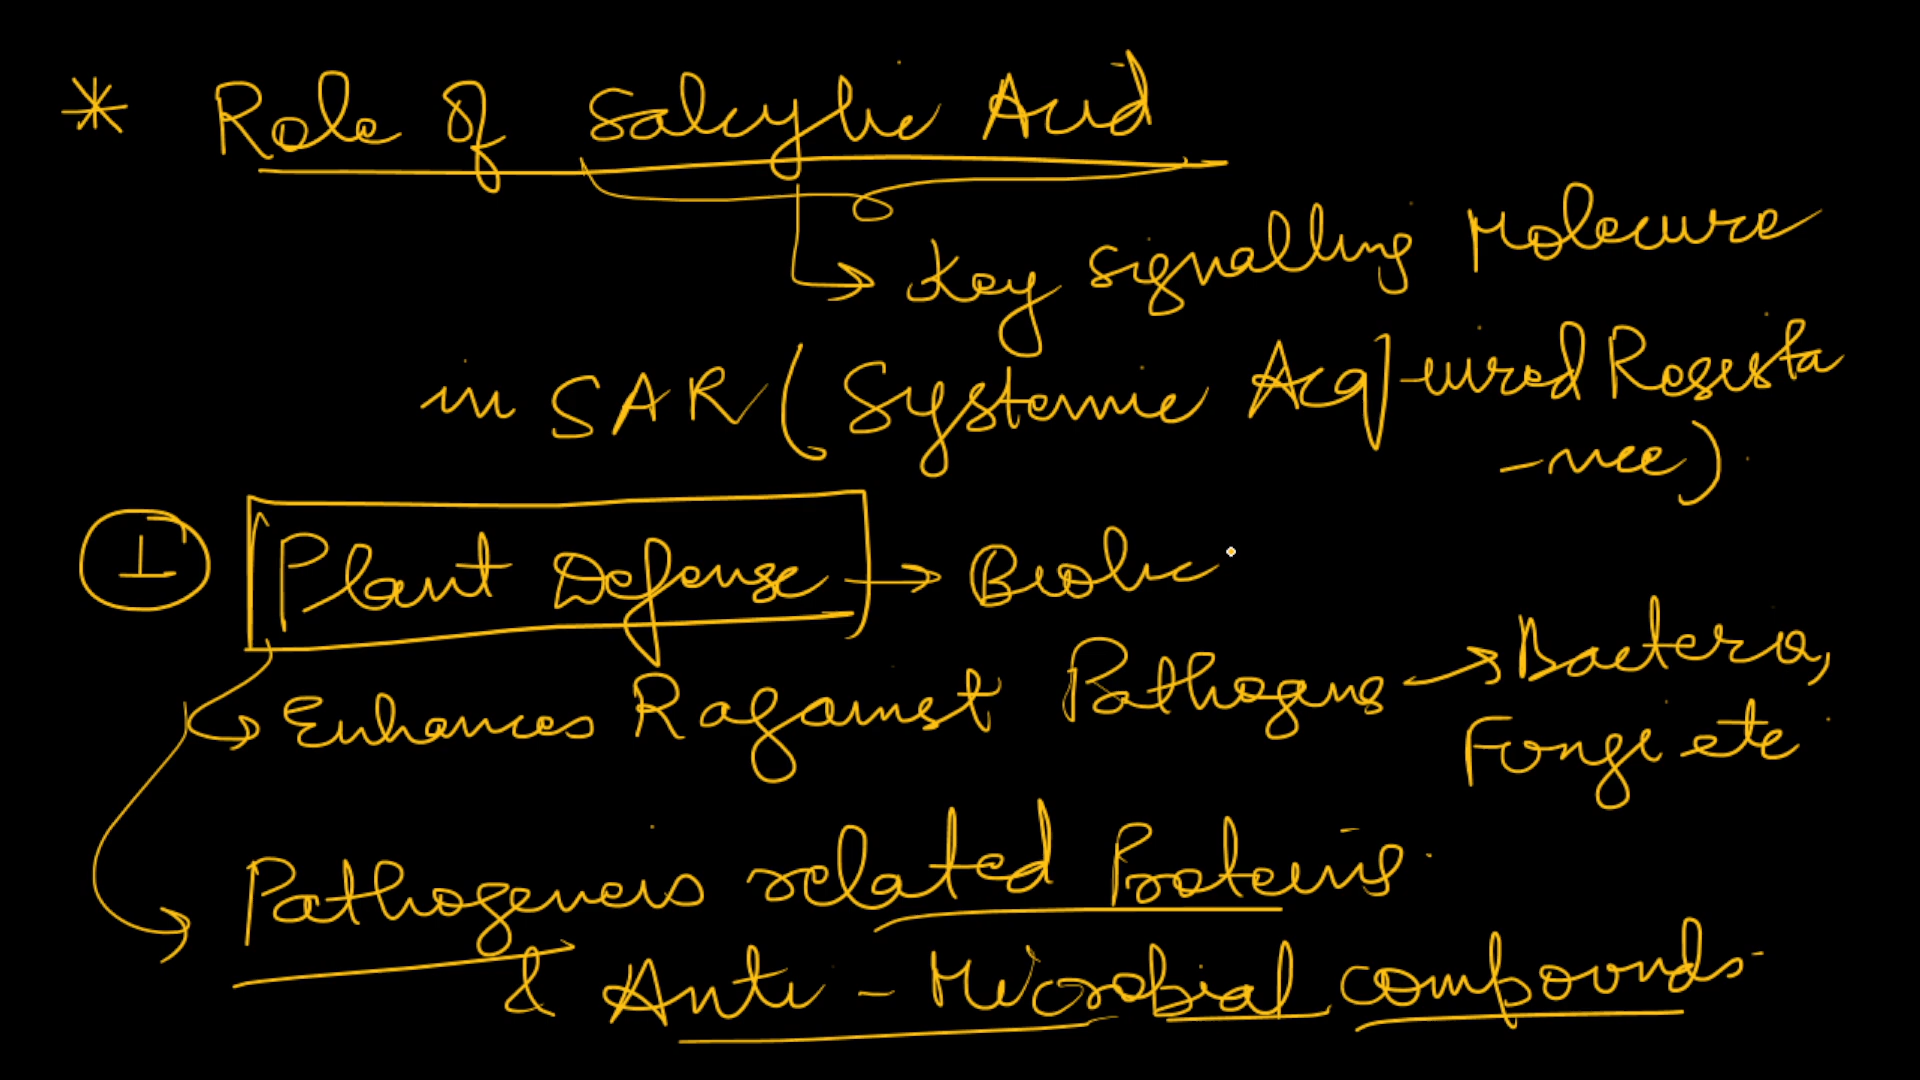 * Role of Salcylic Acid
→ Key signalling Molecule
in SAR (Systemic Acquired Resista
-nce)
① Plant Defense → Biotic
→ Enhances R against Pathogens → Bacteria,
Fungi etc
→ Pathogenesis related Proteins
& Anti-Microbial compounds